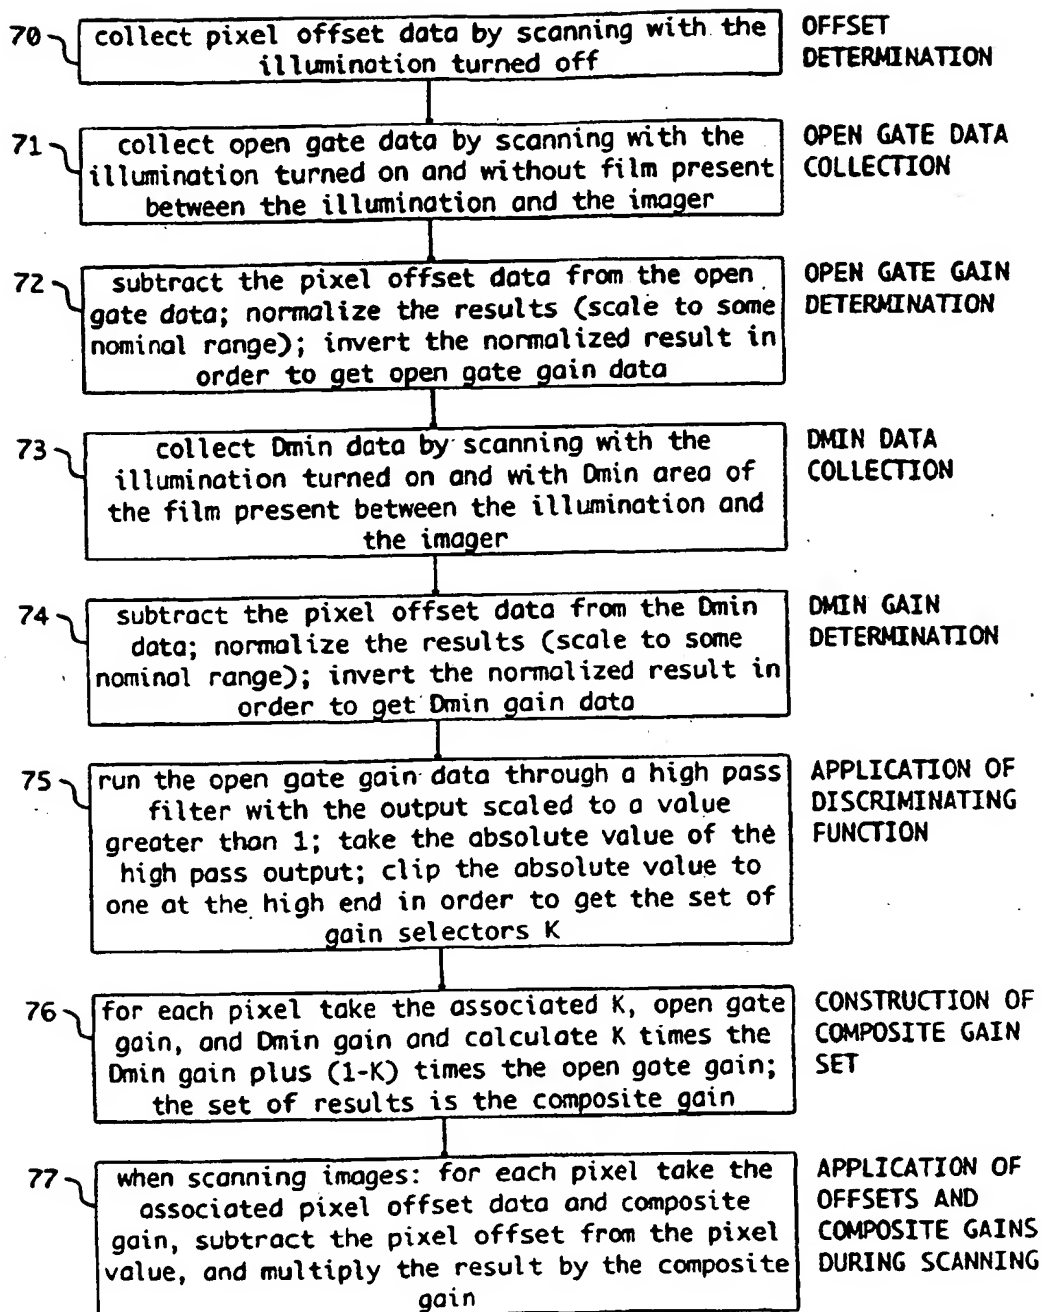 70
collect pixel offset data by scanning with the
illumination turned off
OFFSET
DETERMINATION
71
collect open gate data by scanning with the
illumination turned on and without film present
between the illumination and the imager
OPEN GATE DATA
COLLECTION
72
subtract the pixel offset data from the open
gate data; normalize the results (scale to some
nominal range); invert the normalized result in
order to get open gate gain data
OPEN GATE GAIN
DETERMINATION
73
collect Dmin data by scanning with the
illumination turned on and with Dmin area of
the film present between the illumination and
the imager
DMIN DATA
COLLECTION
74
subtract the pixel offset data from the Dmin
data; normalize the results (scale to some
nominal range); invert the normalized result in
order to get Dmin gain data
DMIN GAIN
DETERMINATION
75
run the open gate gain data through a high pass
filter with the output scaled to a value
greater than 1; take the absolute value of the
high pass output; clip the absolute value to
one at the high end in order to get the set of
gain selectors K
APPLICATION OF
DISCRIMINATING
FUNCTION
76
for each pixel take the associated K, open gate
gain, and Dmin gain and calculate K times the
Dmin gain plus (1-K) times the open gate gain;
the set of results is the composite gain
CONSTRUCTION OF
COMPOSITE GAIN
SET
77
when scanning images: for each pixel take the
associated pixel offset data and composite
gain, subtract the pixel offset from the pixel
value, and multiply the result by the composite
gain
APPLICATION OF
OFFSETS AND
COMPOSITE GAINS
DURING SCANNING